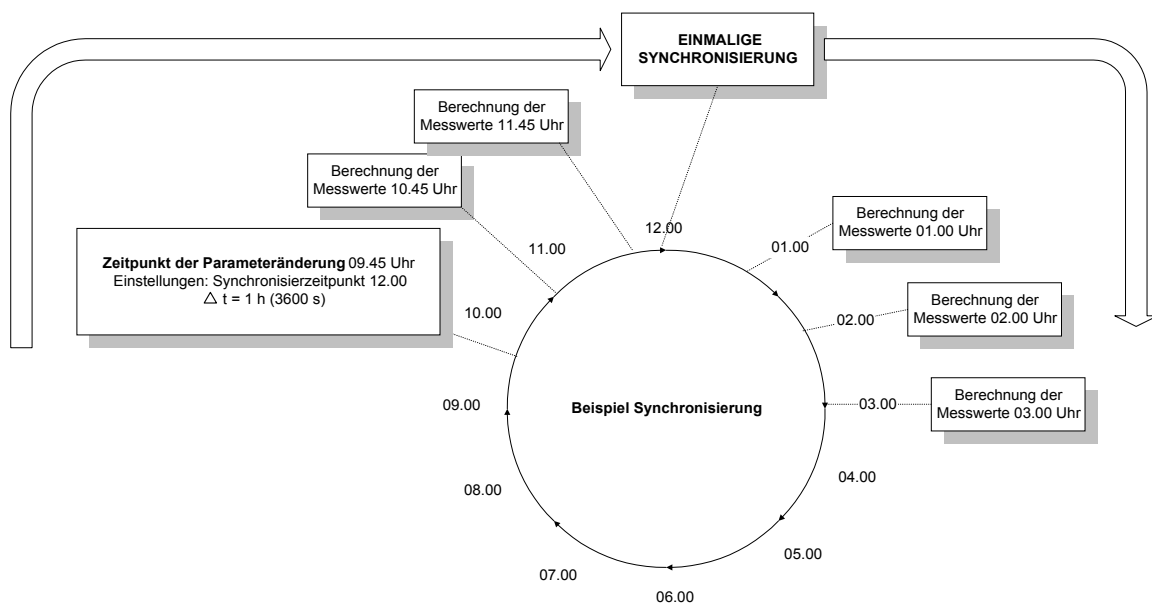 EINMALIGE
SYNCHRONISIERUNG
Berechnung der
Messwerte 11.45 Uhr
Berechnung der
Messwerte 10.45 Uhr
Zeitpunkt der Parameteränderung 09.45 Uhr
Einstellungen: Synchronisierzeitpunkt 12.00
△ t = 1 h (3600 s)
Berechnung der
Messwerte 01.00 Uhr
Berechnung der
Messwerte 02.00 Uhr
Berechnung der
Messwerte 03.00 Uhr
12.00
01.00
02.00
03.00
04.00
05.00
06.00
07.00
08.00
09.00
10.00
11.00
Beispiel Synchronisierung